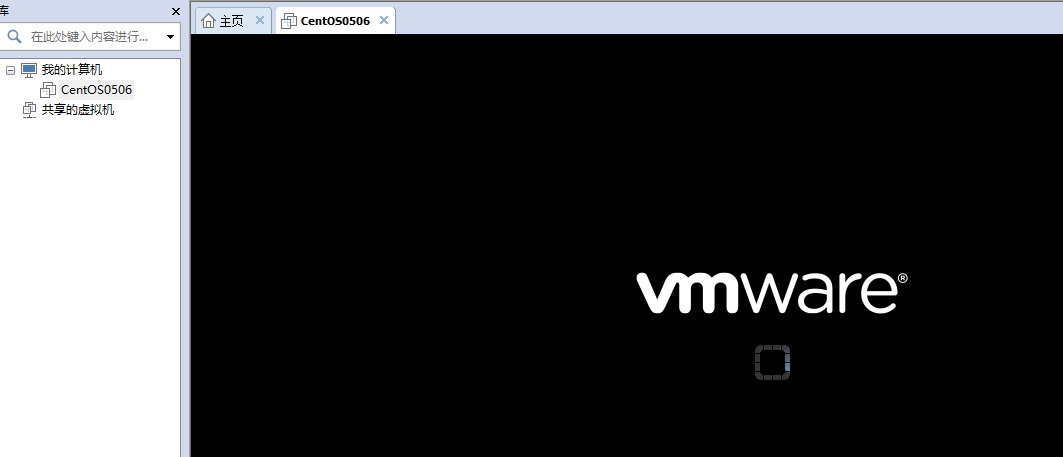 库
主页
CentOS0506
在此处键入内容进行...
我的计算机
CentOS0506
共享的虚拟机
vmware®